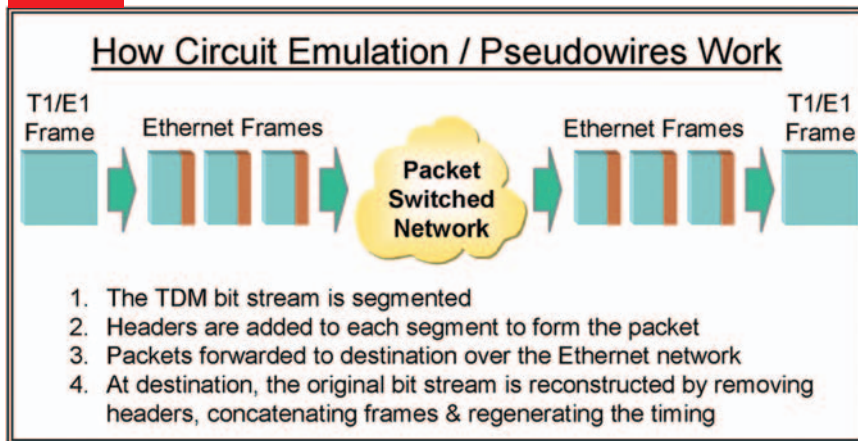 How Circuit Emulation / Pseudowires Work
T1/E1
Frame
Ethernet Frames
Packet
Switched
Network
Ethernet Frames
T1/E1
Frame
1. The TDM bit stream is segmented
2. Headers are added to each segment to form the packet
3. Packets forwarded to destination over the Ethernet network
4. At destination, the original bit stream is reconstructed by removing
headers, concatenating frames & regenerating the timing